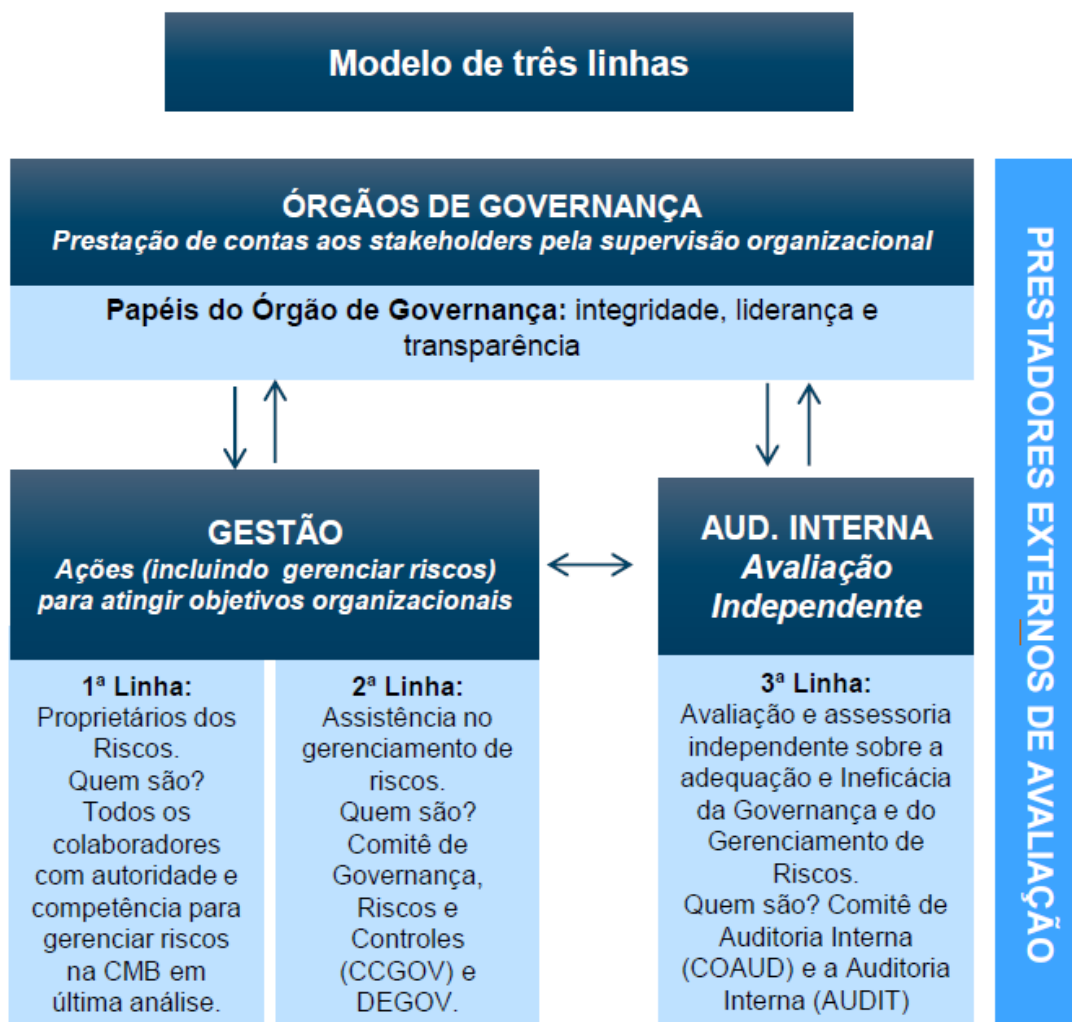 Modelo de três linhas
ÓRGÃOS DE GOVERNANÇA
Prestação de contas aos stakeholders pela supervisão organizacional
Papéis do Órgão de Governança: integridade, liderança e
transparência
GESTÃO
Ações (incluindo gerenciar riscos)
para atingir objetivos organizacionais
1ª Linha:
Proprietários dos
Riscos.
Quem são?
Todos os
colaboradores
com autoridade e
competência para
gerenciar riscos
na CMB em
última análise.
2ª Linha:
Assistência no
gerenciamento de
riscos.
Quem são?
Comitê de
Governança,
Riscos e
Controles
(CCGOV) e
DEGOV.
AUD. INTERNA
Avaliação
Independente
3ª Linha:
Avaliação e assessoria
independente sobre a
adequação e Ineficácia
da Governança e do
Gerenciamento de
Riscos.
Quem são? Comitê de
Auditoria Interna
(COAUD) e a Auditoria
Interna (AUDIT)
PRESTADORES EXTERNOS DE AVALIAÇÃO